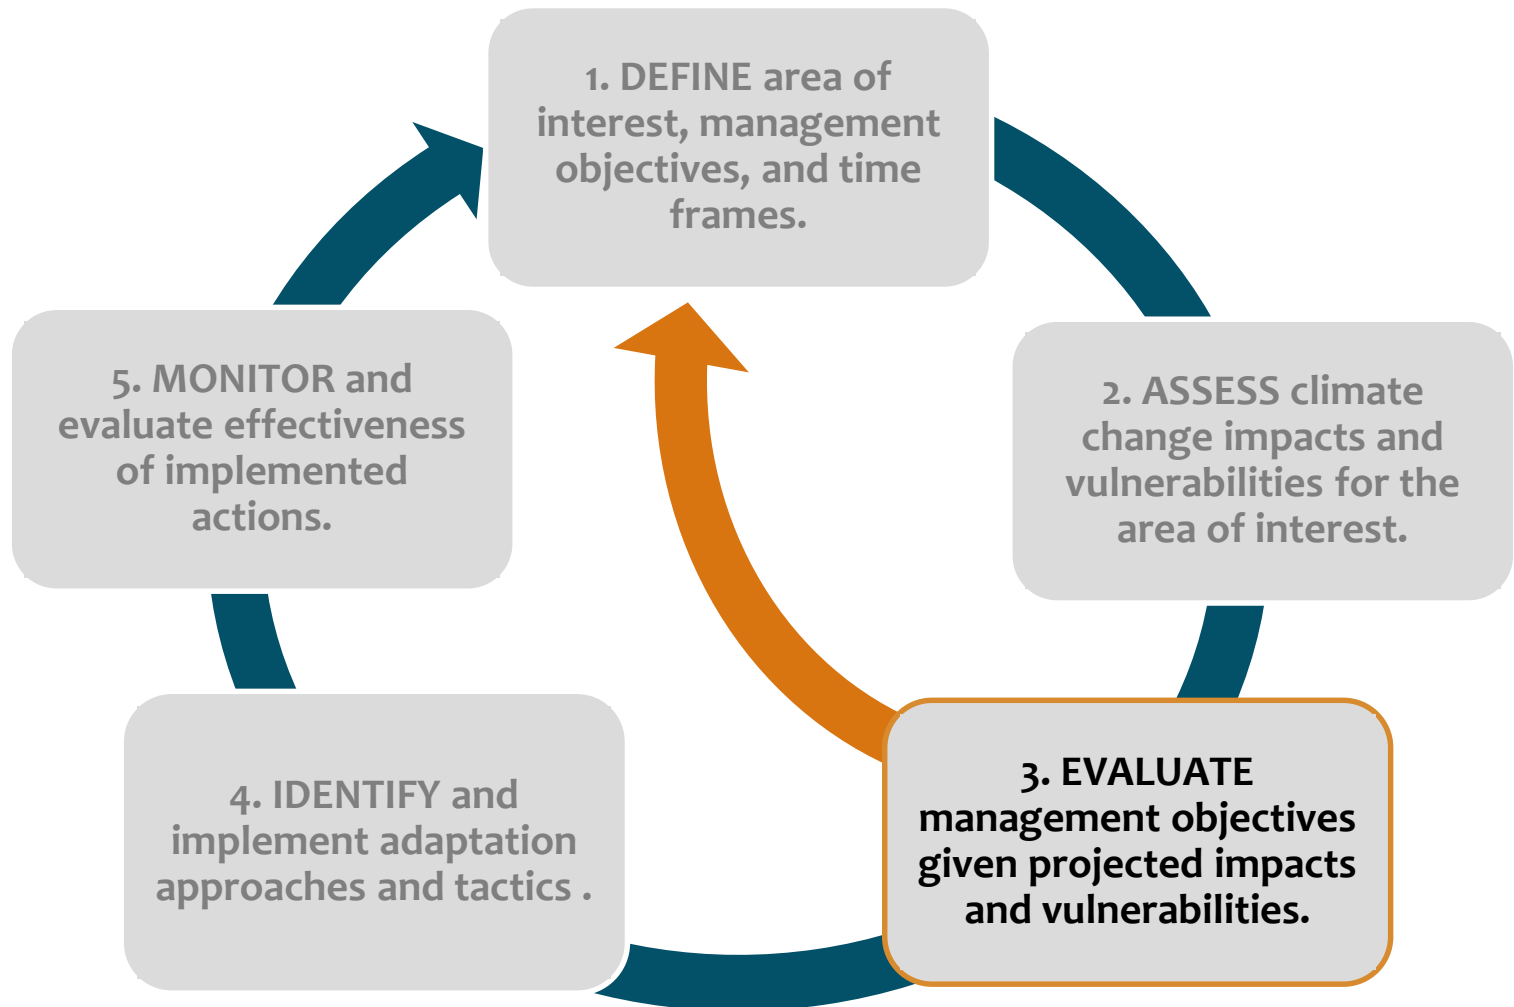 1. DEFINE area of
interest, management
objectives, and time
frames.
2. ASSESS climate
change impacts and
vulnerabilities for the
area of interest.
3. EVALUATE
management objectives
given projected impacts
and vulnerabilities.
4. IDENTIFY and
implement adaptation
approaches and tactics .
5. MONITOR and
evaluate effectiveness
of implemented
actions.